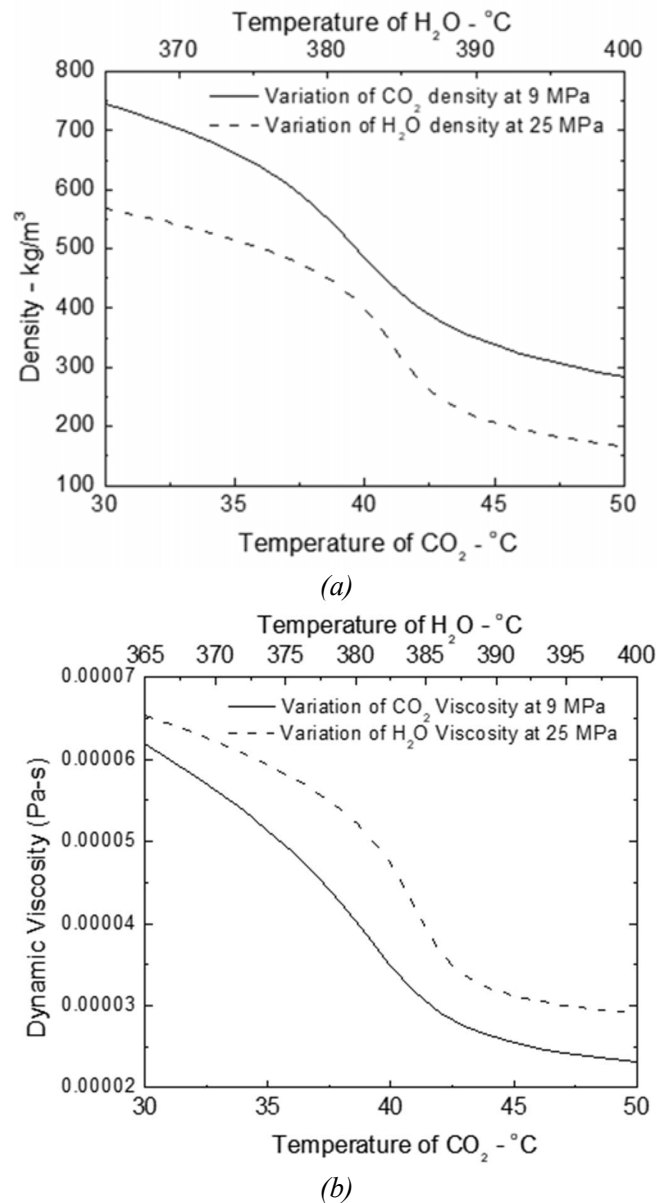 Temperature of H₂O - °C
370 380 390 400
800
700
600
500
400
300
200
100
Density - kg/m³
Variation of CO₂ density at 9 MPa
Variation of H₂O density at 25 MPa
30 35 40 45 50
Temperature of CO₂ - °C
(a)
Temperature of H₂O - °C
365 370 375 380 385 390 395 400
0.00007
0.00006
0.00005
0.00004
0.00003
0.00002
Dynamic Viscosity (Pa-s)
Variation of CO₂ Viscosity at 9 MPa
Variation of H₂O Viscosity at 25 MPa
30 35 40 45 50
Temperature of CO₂ - °C
(b)